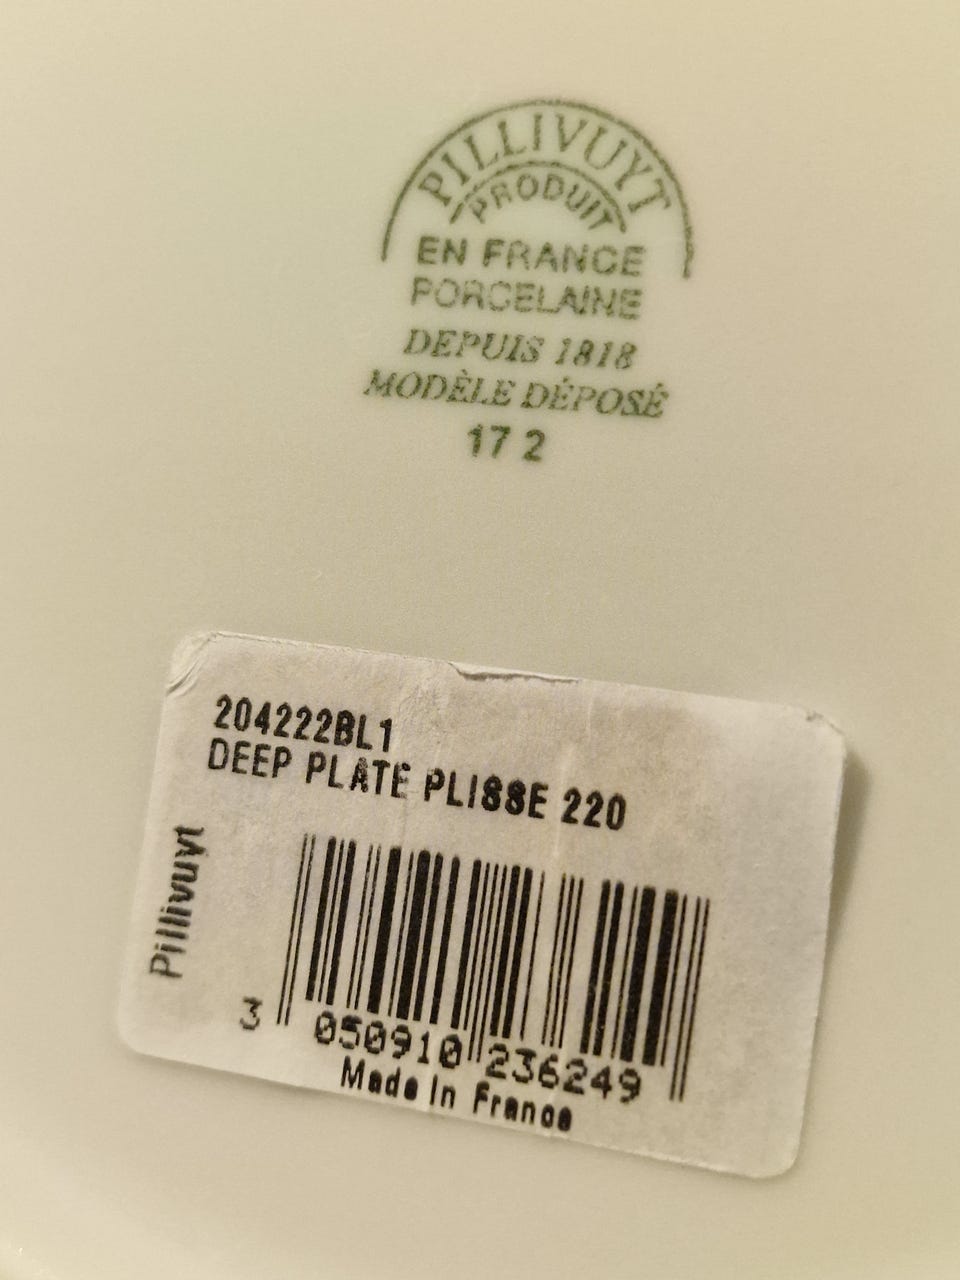 PILLIVUYT
PRODUIT
EN FRANCE
PORCELAINE
DEPUIS 1818
MODÈLE DÉPOSÉ
17 2
204222BL1
DEEP PLATE PLISSE 220
Pillivuyt
3 050910 236249
Made in France